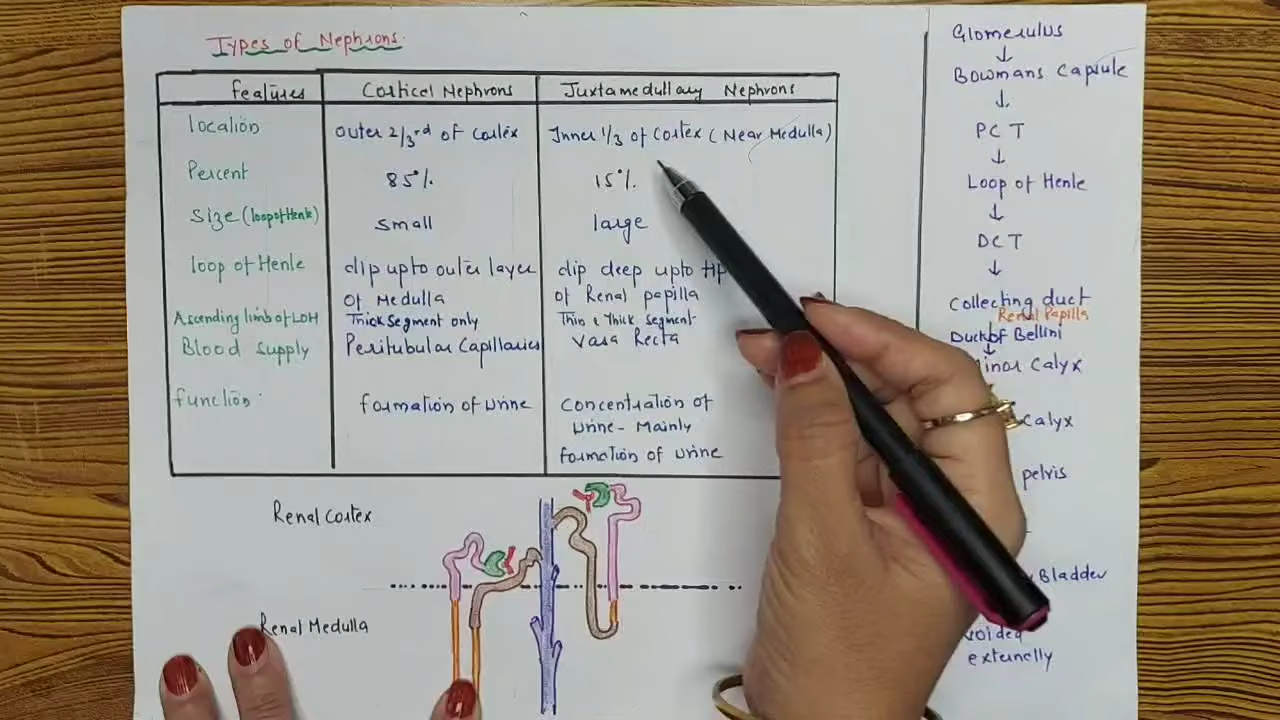 Types of Nephrons.
features Corticel Nephrons Juxtamedullary Nephrons
location Outer 2/3rd of Cortex Inner 1/3 of Cortex (Near Medulla)
Percent 85% 15%
Size (loop of Henle) small large
loop of Henle dip upto outer layer dip deep upto tip
of Medulla of Renal papilla
Ascending limb of LOH Thick Segment only Thin & Thick Segment
Blood supply Peritubular Capillaries Vasa Recta
function. formation of urine Concentration of
urine - Mainly
formation of urine
Renal Cortex
Renal Medulla
Glomerulus
↓
Bowmans Capsule
↓
PCT
↓
Loop of Henle
↓
DCT
↓
Collecting duct
Renal Papilla
Duct of Bellini
↓
Minor Calyx
Calyx
pelvis
Bladder
voided
externelly